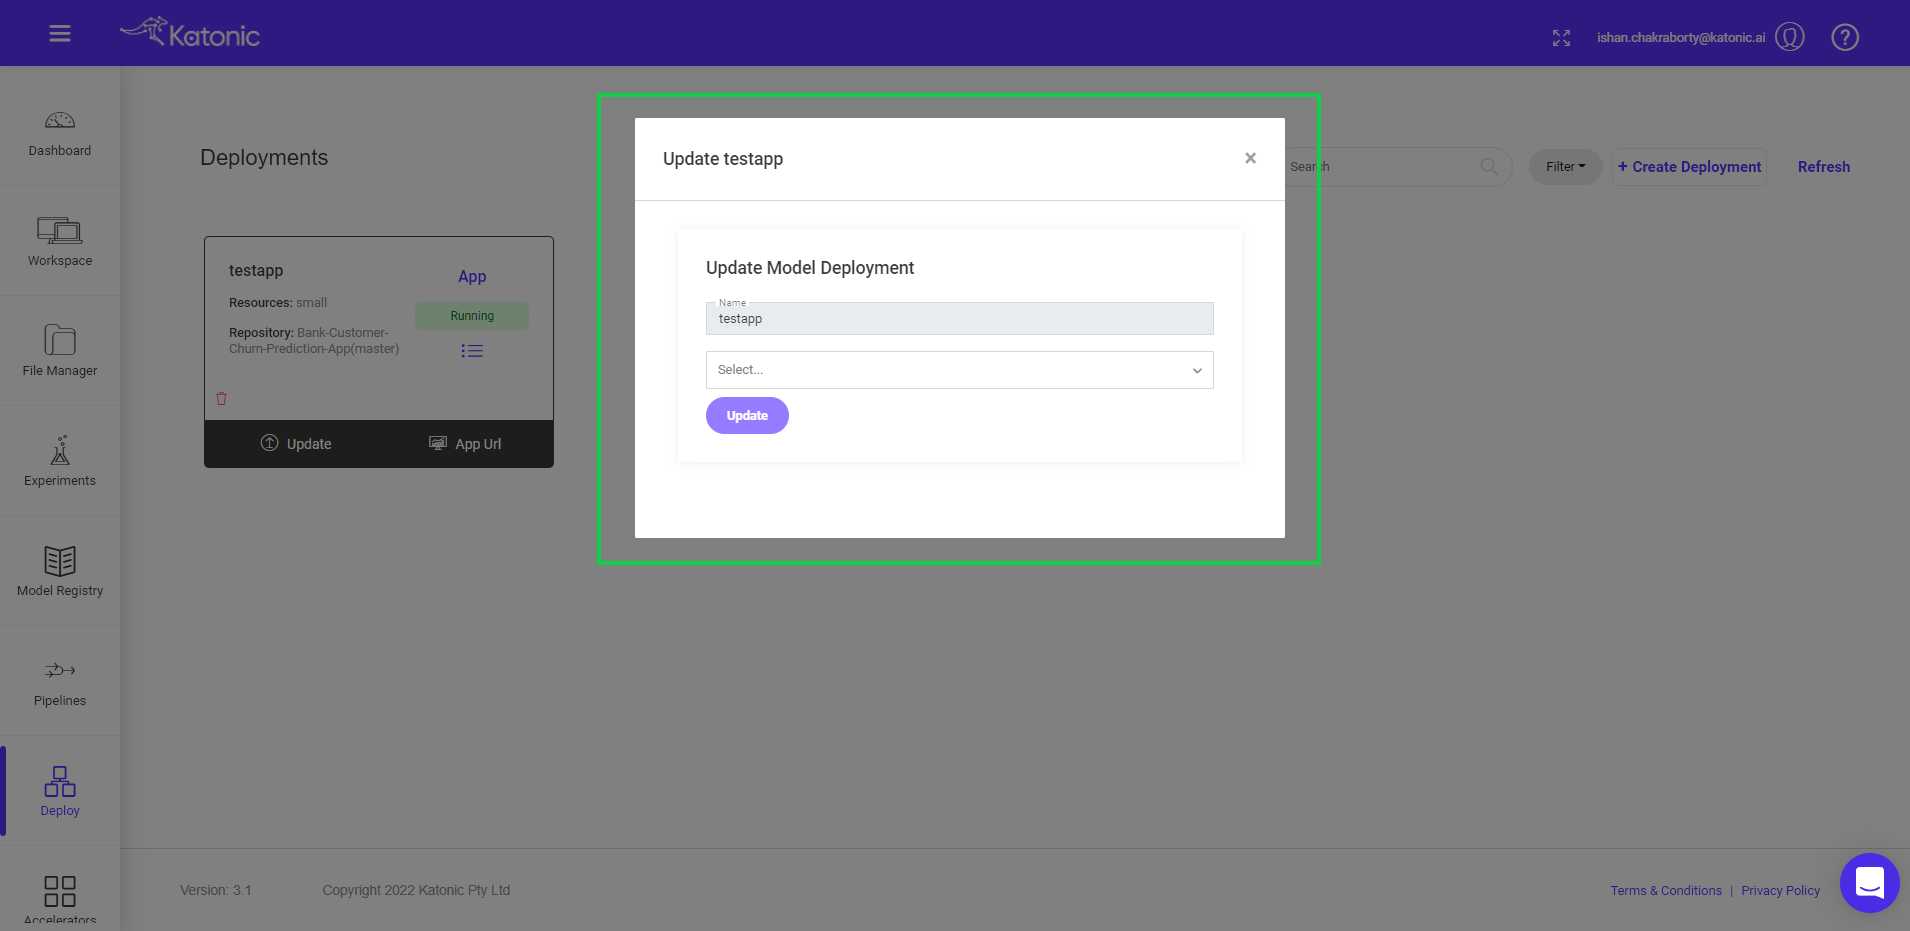 Katonic
ishan.chakraborty@katonic.ai
?
Dashboard
Workspace
File Manager
Experiments
Model Registry
Pipelines
Deploy
Accelerators
Deployments
Search
Filter
+ Create Deployment
Refresh
testapp
App
Resources: small
Running
Repository: Bank-Customer-
Churn-Prediction-App(master)
Update
App Url
Update testapp
×
Update Model Deployment
Name
testapp
Select...
Update
Version: 3.1
Copyright 2022 Katonic Pty Ltd
Terms & Conditions | Privacy Policy